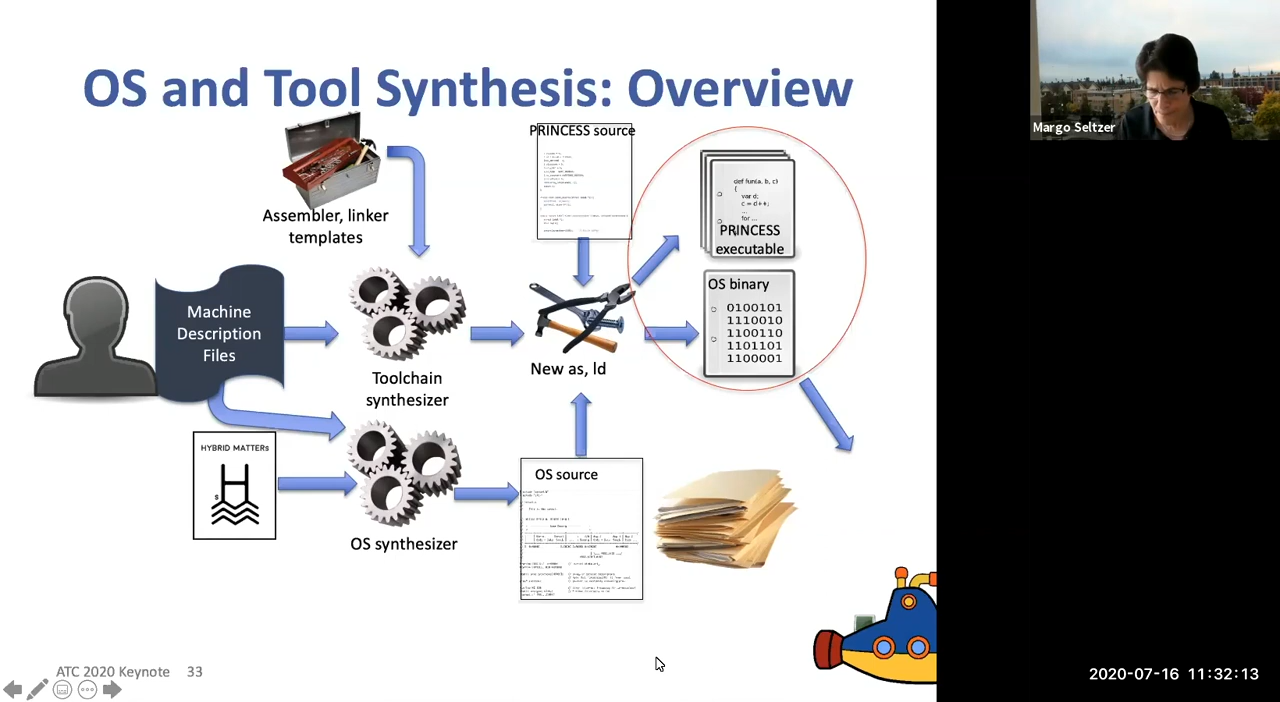 OS and Tool Synthesis: Overview
Margo Seltzer
Assembler, linker
templates
PRINCESS source
def fun(a, b, c)
{
var d;
c = d++;
...
for ...
PRINCESS
executable
Machine
Description
Files
Toolchain
synthesizer
New as, ld
OS binary
0100101
1110010
1100110
1101101
1100001
HYBRID MATTERs
H
s
OS synthesizer
OS source
ATC 2020 Keynote 33
2020-07-16 11:32:13